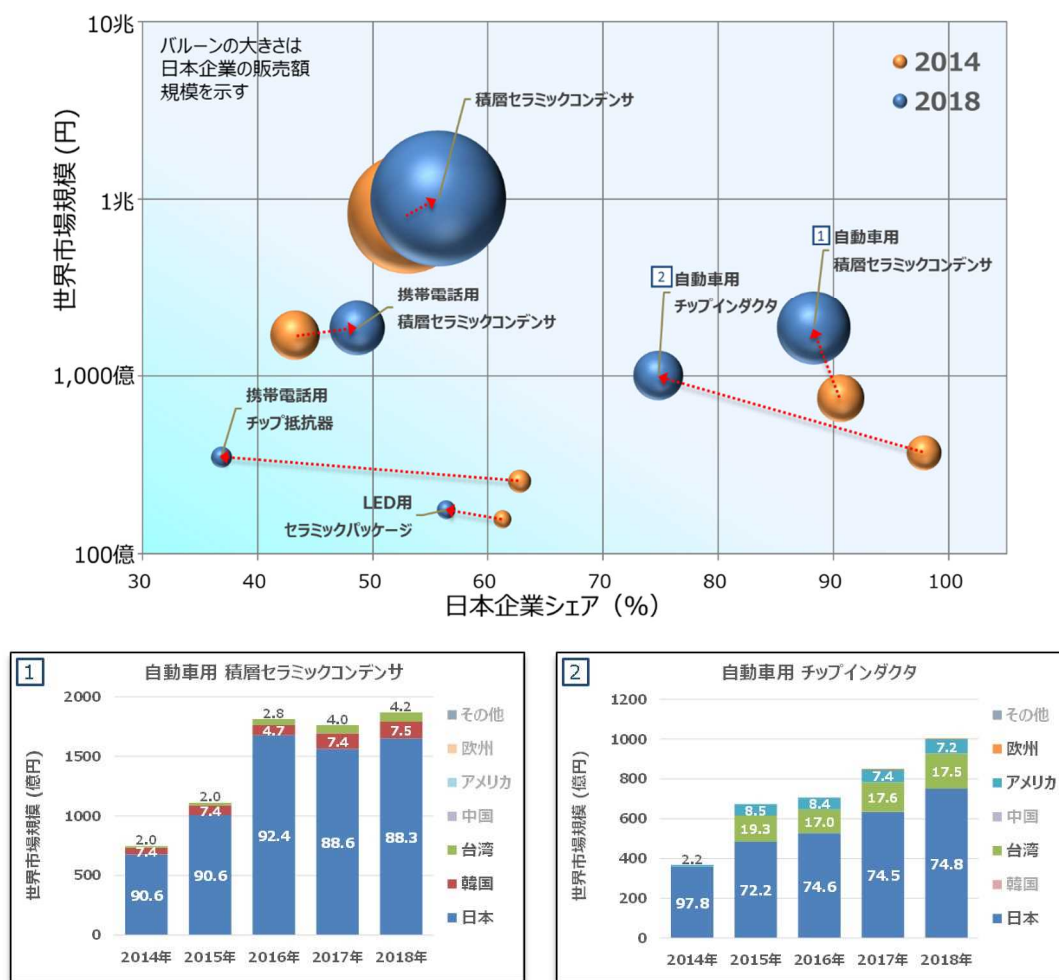 10兆
1兆
1,000億
100億
世界市場規模 (円)
バルーンの大きさは
日本企業の販売額
規模を示す
2014
2018
積層セラミックコンデンサ
1 自動車用
積層セラミックコンデンサ
2 自動車用
チップインダクタ
携帯電話用
積層セラミックコンデンサ
携帯電話用
チップ抵抗器
LED用
セラミックパッケージ
30 40 50 60 70 80 90 100
日本企業シェア (%)
1 自動車用 積層セラミックコンデンサ
世界市場規模 (億円)
2000
1500
1000
500
0
2.0
7.4
90.6
2.0
7.4
90.6
2.8
4.7
92.4
4.0
7.4
88.6
4.2
7.5
88.3
2014年 2015年 2016年 2017年 2018年
その他
欧州
アメリカ
中国
台湾
韓国
日本
2 自動車用 チップインダクタ
世界市場規模 (億円)
1200
1000
800
600
400
200
0
2.2
97.8
8.5
19.3
72.2
8.4
17.0
74.6
7.4
17.6
74.5
7.2
17.5
74.8
2014年 2015年 2016年 2017年 2018年
その他
欧州
アメリカ
中国
台湾
韓国
日本